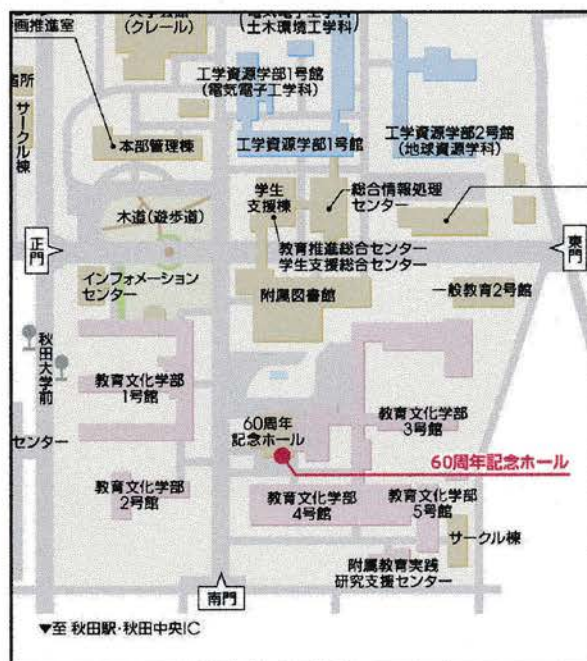 (クレール)
土木環境工学科)
画推進室
工学資源学部1号館
(電気電子工学科)
サークル棟
本部管理棟
工学資源学部1号館
工学資源学部2号館
(地球資源学科)
学生
支援棟
総合情報処理
センター
木道(遊歩道)
正門
東門
教育推進総合センター
学生支援総合センター
インフォメーション
センター
附属図書館
一般教育2号館
秋田大学前
教育文化学部
1号館
60周年
記念ホール
教育文化学部
3号館
センター
60周年記念ホール
教育文化学部
2号館
教育文化学部
4号館
教育文化学部
5号館
サークル棟
附属教育実践
研究支援センター
南門
▼至 秋田駅・秋田中央IC